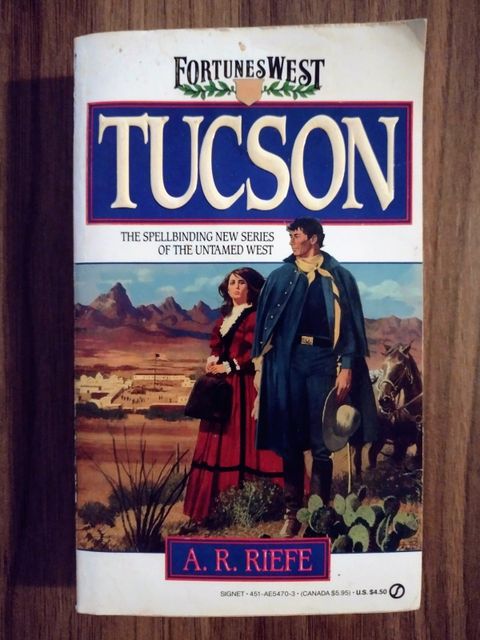 FORTUNES WEST
TUCSON
THE SPELLBINDING NEW SERIES
OF THE UNTAMED WEST
A. R. RIEFE
SIGNET • 451-AE5470-3 • (CANADA $5.95) • U.S. $4.50